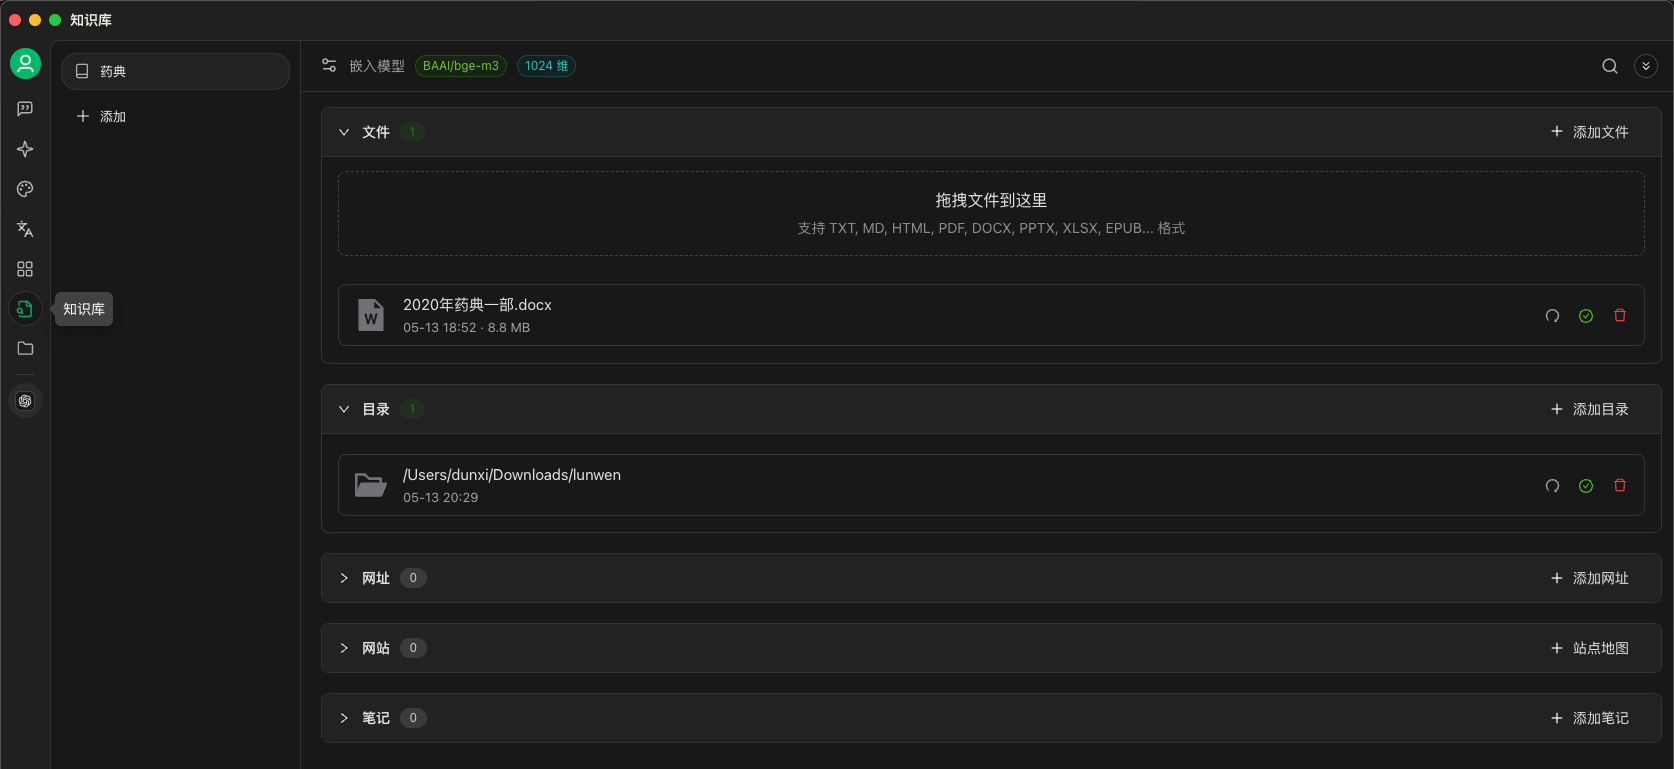 知识库
药典
添加
知识库
嵌入模型 BAAI/bge-m3 1024 维
文件 1 添加文件
拖拽文件到这里
支持 TXT, MD, HTML, PDF, DOCX, PPTX, XLSX, EPUB... 格式
W
2020年药典一部.docx
05-13 18:52 · 8.8 MB
目录 1 添加目录
/Users/dunxi/Downloads/lunwen
05-13 20:29
网址 0 添加网址
网站 0 站点地图
笔记 0 添加笔记